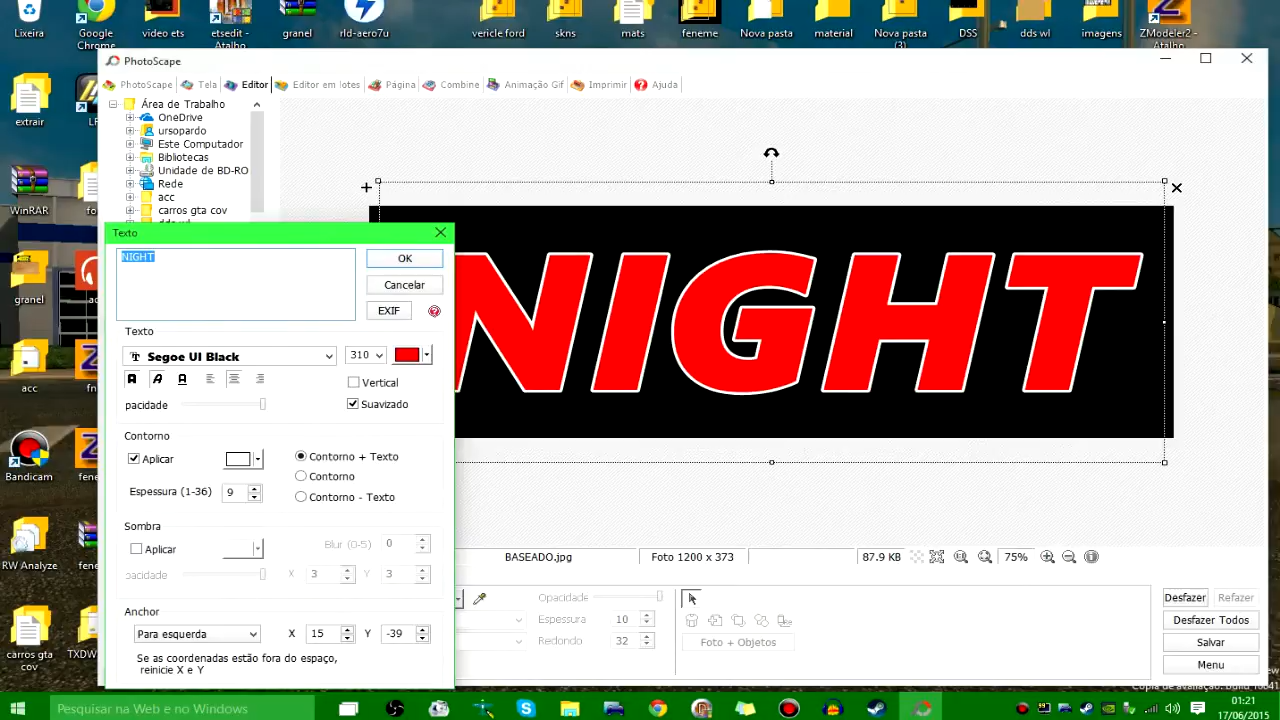 Lixeira
Google Chrome
video ets
etsedit - Atalho
granel
rld-aero7u
vericle ford
skns
mats
feneme
Nova pasta
material
Nova pasta (3)
DSS
dds wl
imagens
ZModeler2 - Atalho
PhotoScape
PhotoScape
Tela
Editor
Editor em lotes
Página
Combine
Animação Gif
Imprimir
Ajuda
extrair
Área de Trabalho
OneDrive
ursopardo
Este Computador
Bibliotecas
Unidade de BD-RO
Rede
acc
carros gta cov
WinRAR
granel
acc
Bandicam
RW Analyze
carros gta cov
TXDW
Texto
NIGHT
OK
Cancelar
EXIF
Texto
Segoe UI Black
310
Vertical
pacidade
Suavizado
Contorno
Aplicar
Contorno + Texto
Contorno
Espessura (1-36) 9
Contorno - Texto
Sombra
Aplicar
Blur (0-5) 0
pacidade
X 3 Y 3
Anchor
Para esquerda
X 15 Y -39
Se as coordenadas estão fora do espaço,
reinicie X e Y
NIGHT
BASEADO.jpg
Foto 1200 x 373
87.9 KB
75%
Opacidade
Espessura 10
Redondo 32
Foto + Objetos
Desfazer
Refazer
Desfazer Todos
Salvar
Menu
Pesquisar na Web e no Windows
01:21
17/06/2015